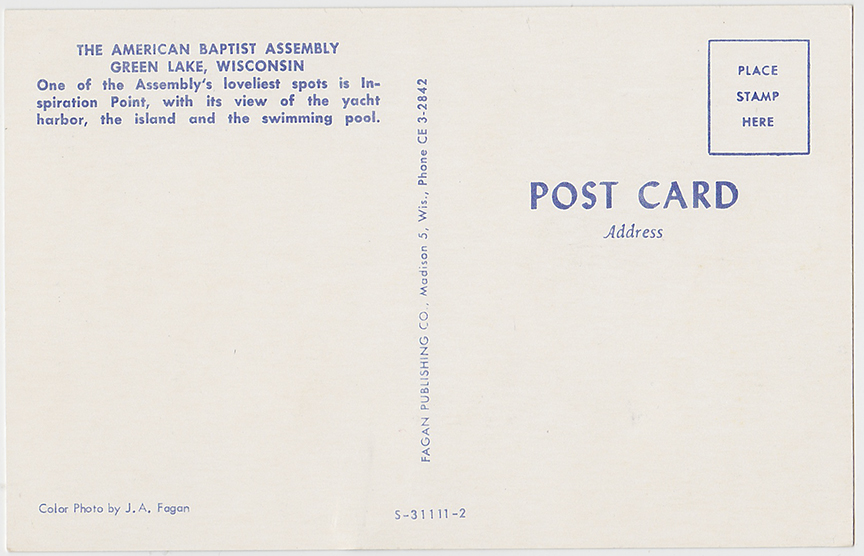 THE AMERICAN BAPTIST ASSEMBLY
GREEN LAKE, WISCONSIN
One of the Assembly's loveliest spots is In-
spiration Point, with its view of the yacht
harbor, the island and the swimming pool.
FAGAN PUBLISHING CO., Madison 5, Wis., Phone CE 3-2842
PLACE
STAMP
HERE
POST CARD
Address
Color Photo by J. A. Fagan
S-31111-2